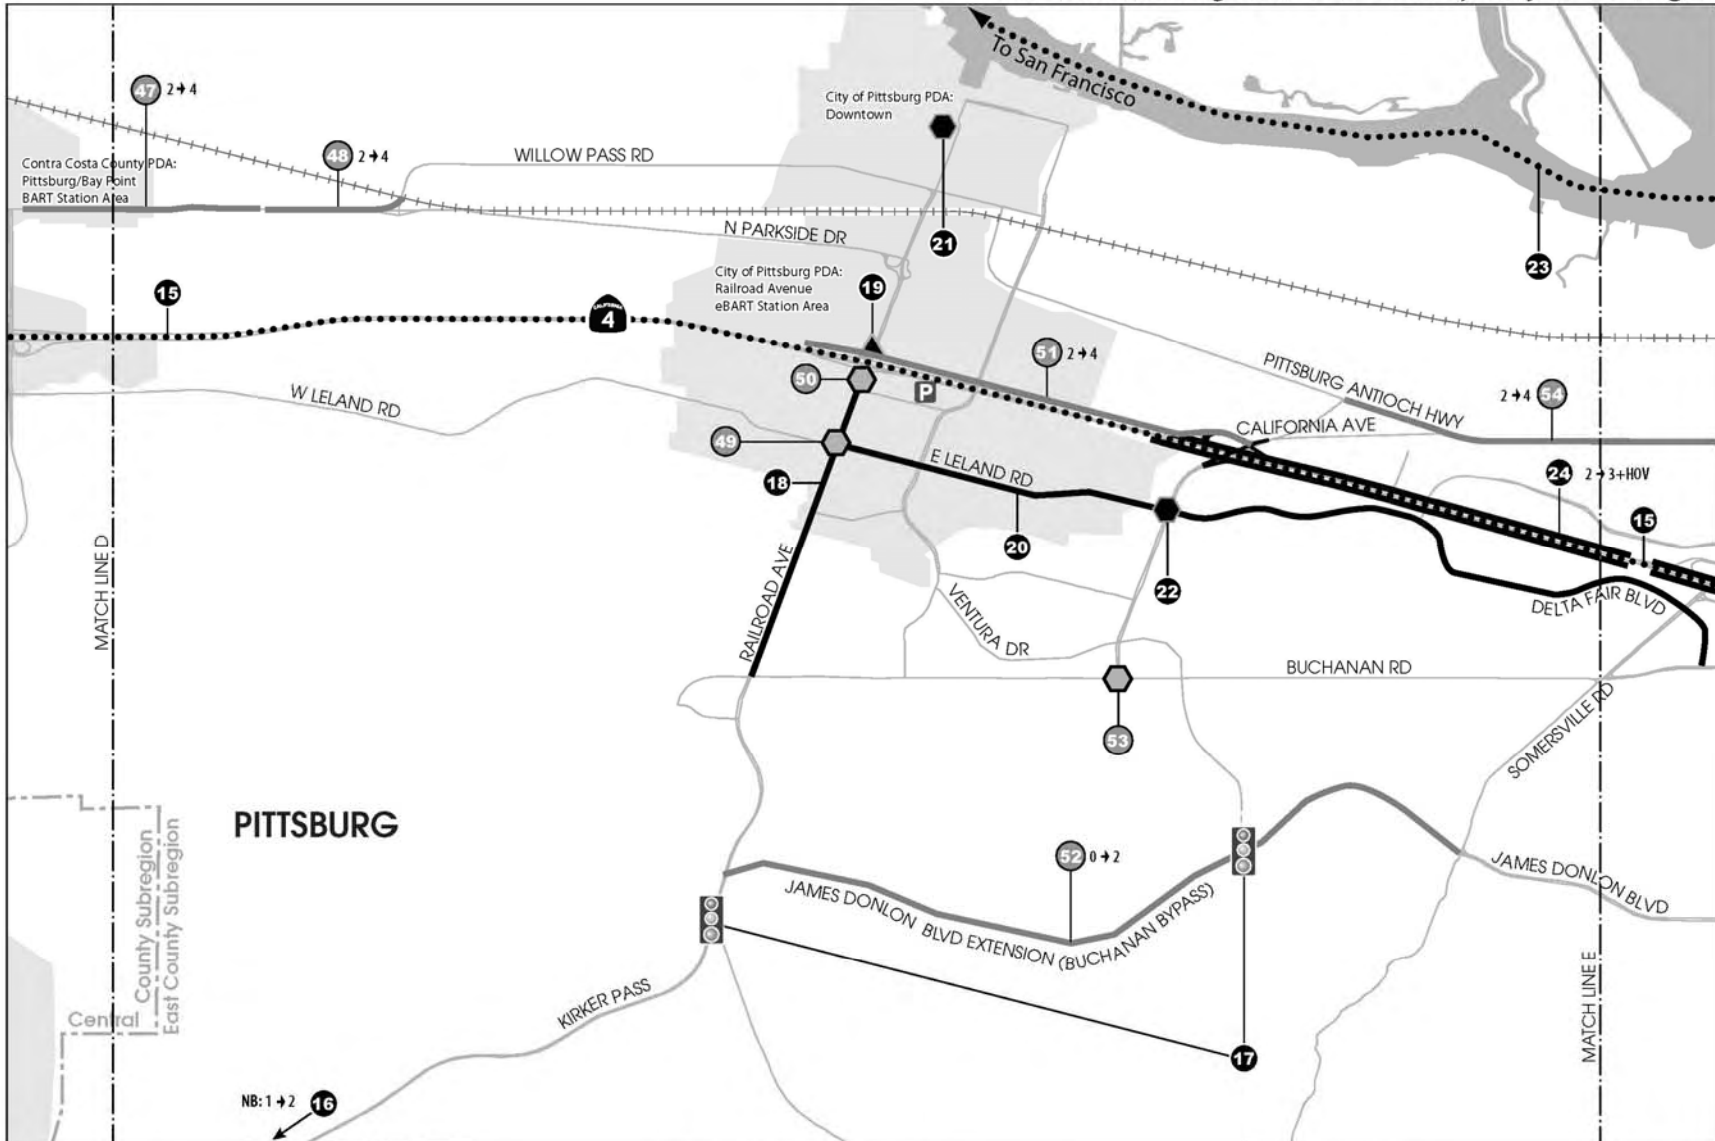 To San Francisco
47 2→4
City of Pittsburg PDA:
Downtown
48 2→4
WILLOW PASS RD
Contra Costa County PDA:
Pittsburg/Bay Point
BART Station Area
N PARKSIDE DR
21
23
City of Pittsburg PDA:
Railroad Avenue
eBART Station Area
19
15
CALIFORNIA
4
51 2→4
PITTSBURG ANTIOCH HWY
50
P
2→4 54
W LELAND RD
CALIFORNIA AVE
49
E LELAND RD
18
24 2→3+HOV
15
20
22
MATCH LINE D
RAILROAD AVE
VENTURA DR
DELTA FAIR BLVD
BUCHANAN RD
SOMERSVILLE RD
53
PITTSBURG
County Subregion
East County Subregion
Central
52 0→2
JAMES DONLON BLVD EXTENSION (BUCHANAN BYPASS)
JAMES DONLON BLVD
KIRKER PASS
MATCH LINE E
17
NB: 1→2 16